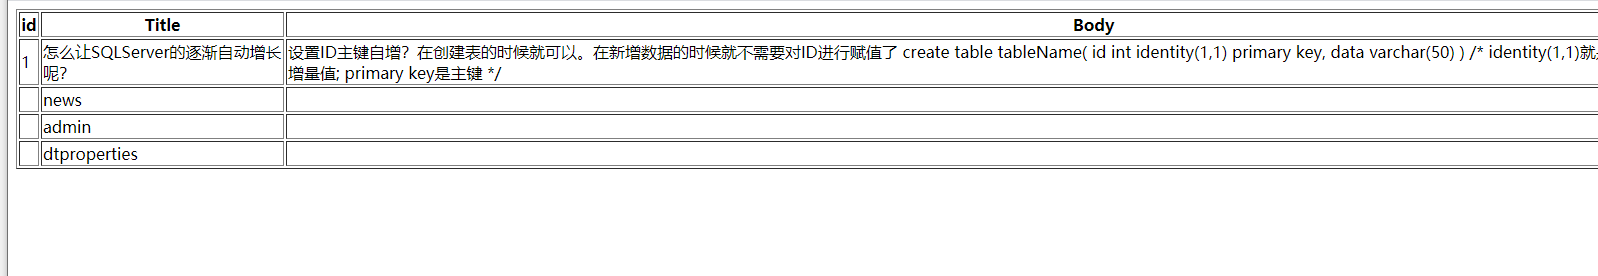 id Title Body
1 怎么让SQLServer的逐渐自动增长呢?
设置ID主键自增? 在创建表的时候就可以。在新增数据的时候就不需要对ID进行赋值了 create table tableName( id int identity(1,1) primary key, data varchar(50) ) /* identity(1,1)就
增量值; primary key是主键 */
news
admin
dtproperties